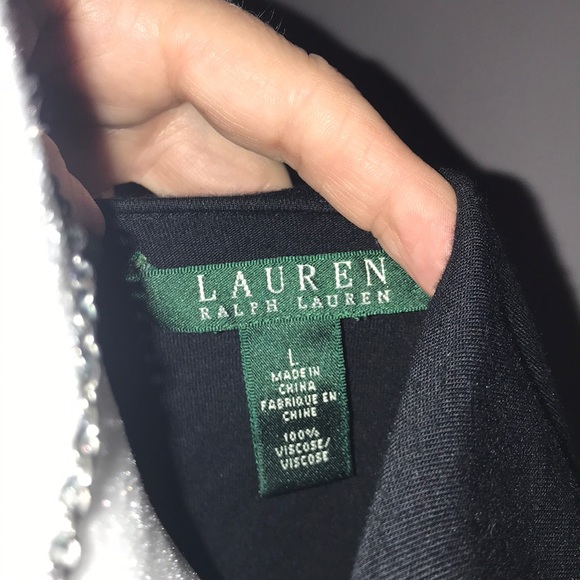 LAUREN
RALPH LAUREN
L
MADE IN
CHINA
FABRIQUE EN
CHINE
100%
VISCOSE/
VISCOSE